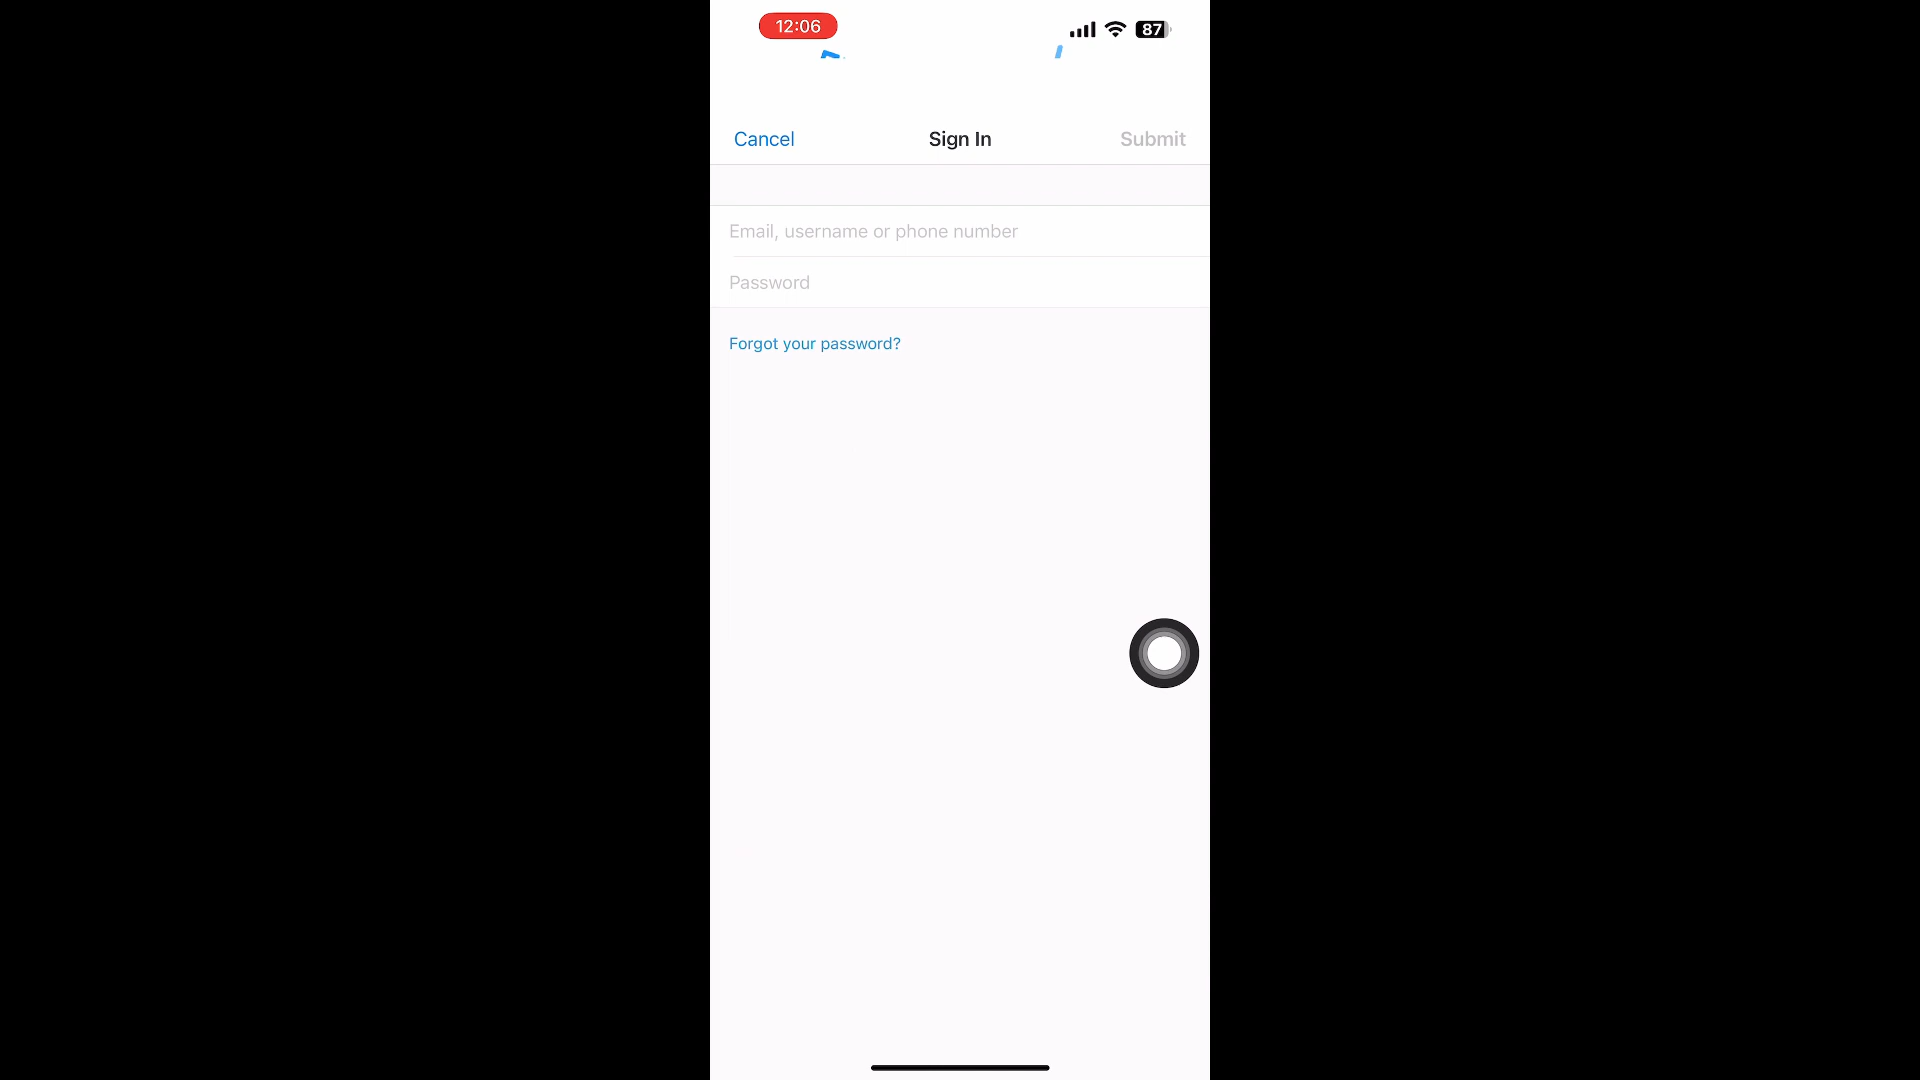 12:06
87
Cancel
Sign In
Submit
Email, username or phone number
Password
Forgot your password?